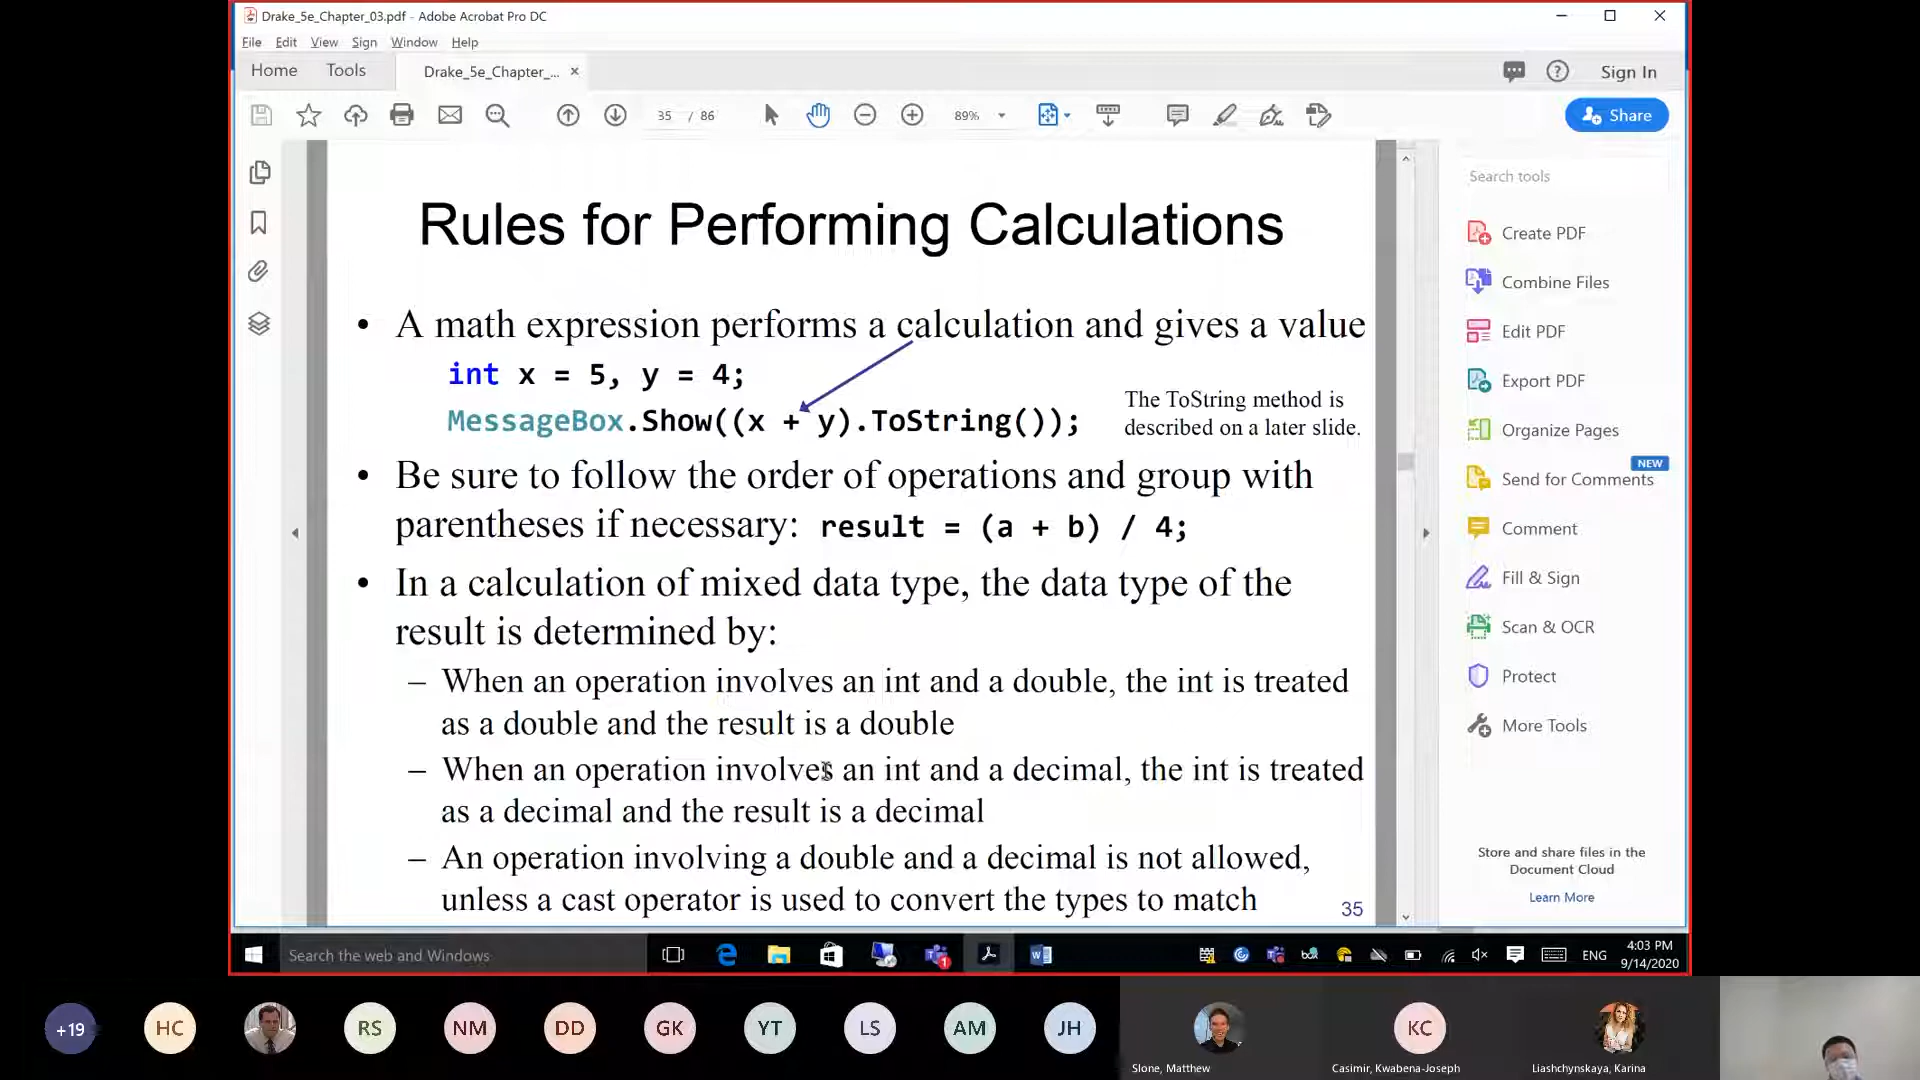 Drake_5e_Chapter_03.pdf - Adobe Acrobat Pro DC
File Edit View Sign Window Help
Home Tools Drake_5e_Chapter_... × Sign In
35 / 86 89% Share
Rules for Performing Calculations
• A math expression performs a calculation and gives a value
int x = 5, y = 4;
MessageBox.Show((x + y).ToString());
The ToString method is
described on a later slide.
• Be sure to follow the order of operations and group with
parentheses if necessary: result = (a + b) / 4;
• In a calculation of mixed data type, the data type of the
result is determined by:
– When an operation involves an int and a double, the int is treated
as a double and the result is a double
– When an operation involves an int and a decimal, the int is treated
as a decimal and the result is a decimal
– An operation involving a double and a decimal is not allowed,
unless a cast operator is used to convert the types to match
35
Search tools
Create PDF
Combine Files
Edit PDF
Export PDF
Organize Pages
NEW
Send for Comments
Comment
Fill & Sign
Scan & OCR
Protect
More Tools
Store and share files in the
Document Cloud
Learn More
Search the web and Windows
1
ENG
4:03 PM
9/14/2020
+19 HC RS NM DD GK YT LS AM JH KC
Slone, Matthew Casimir, Kwabena-Joseph Liashchynskaya, Karina